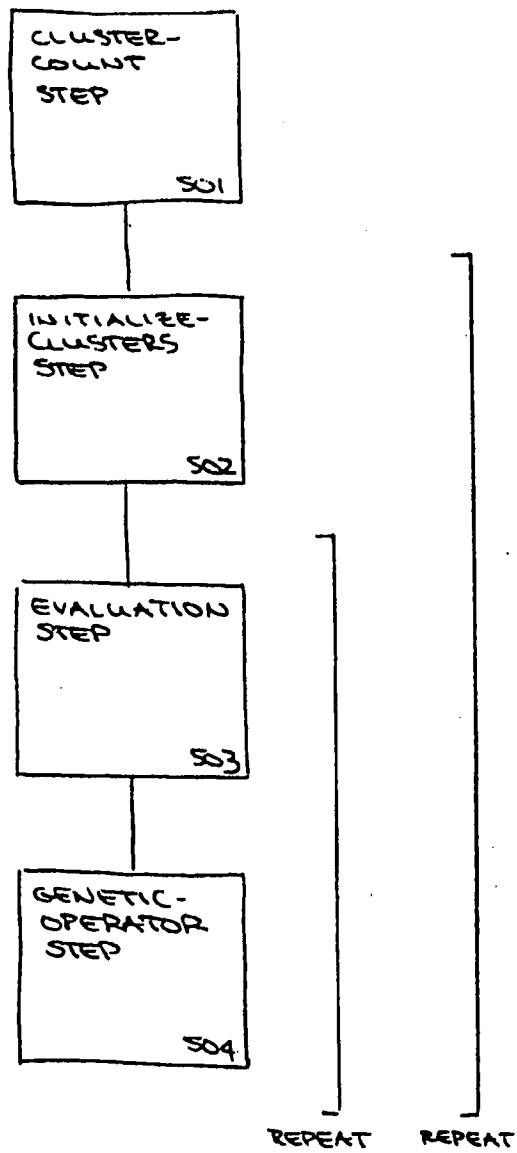 CLUSTER-
COUNT
STEP
501
INITIALIZE-
CLUSTERS
STEP
502
EVALUATION
STEP
503
GENETIC-
OPERATOR
STEP
504
REPEAT REPEAT